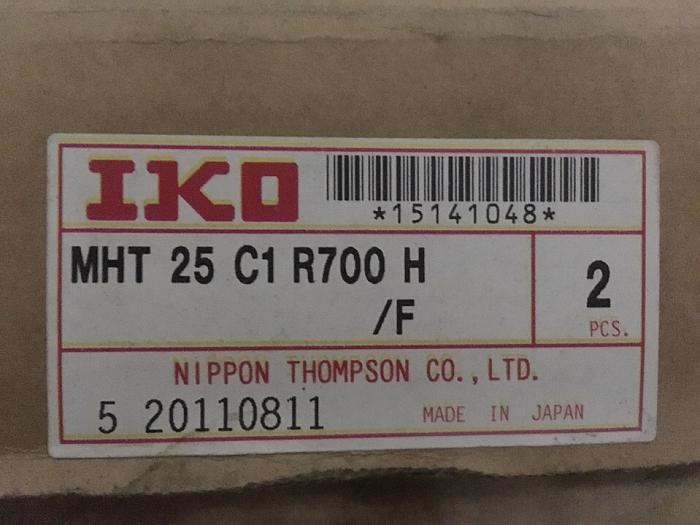 IKO
*15141048*
MHT 25 C1 R700 H
/F
2
PCS.
NIPPON THOMPSON CO.,LTD.
5 20110811
MADE IN JAPAN